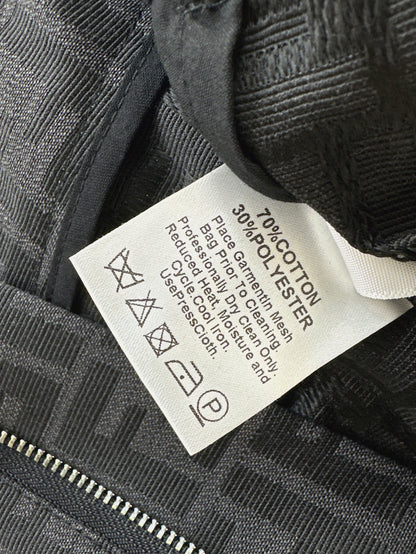 70%COTTON
30%POLYESTER
Place Garmentin Mesh
Bag Prior To Cleaning.
Professionally Dry Clean Only.
Reduced Heat. Moisture and
Cycle.Cool Iron.
UsePressCloth.
P